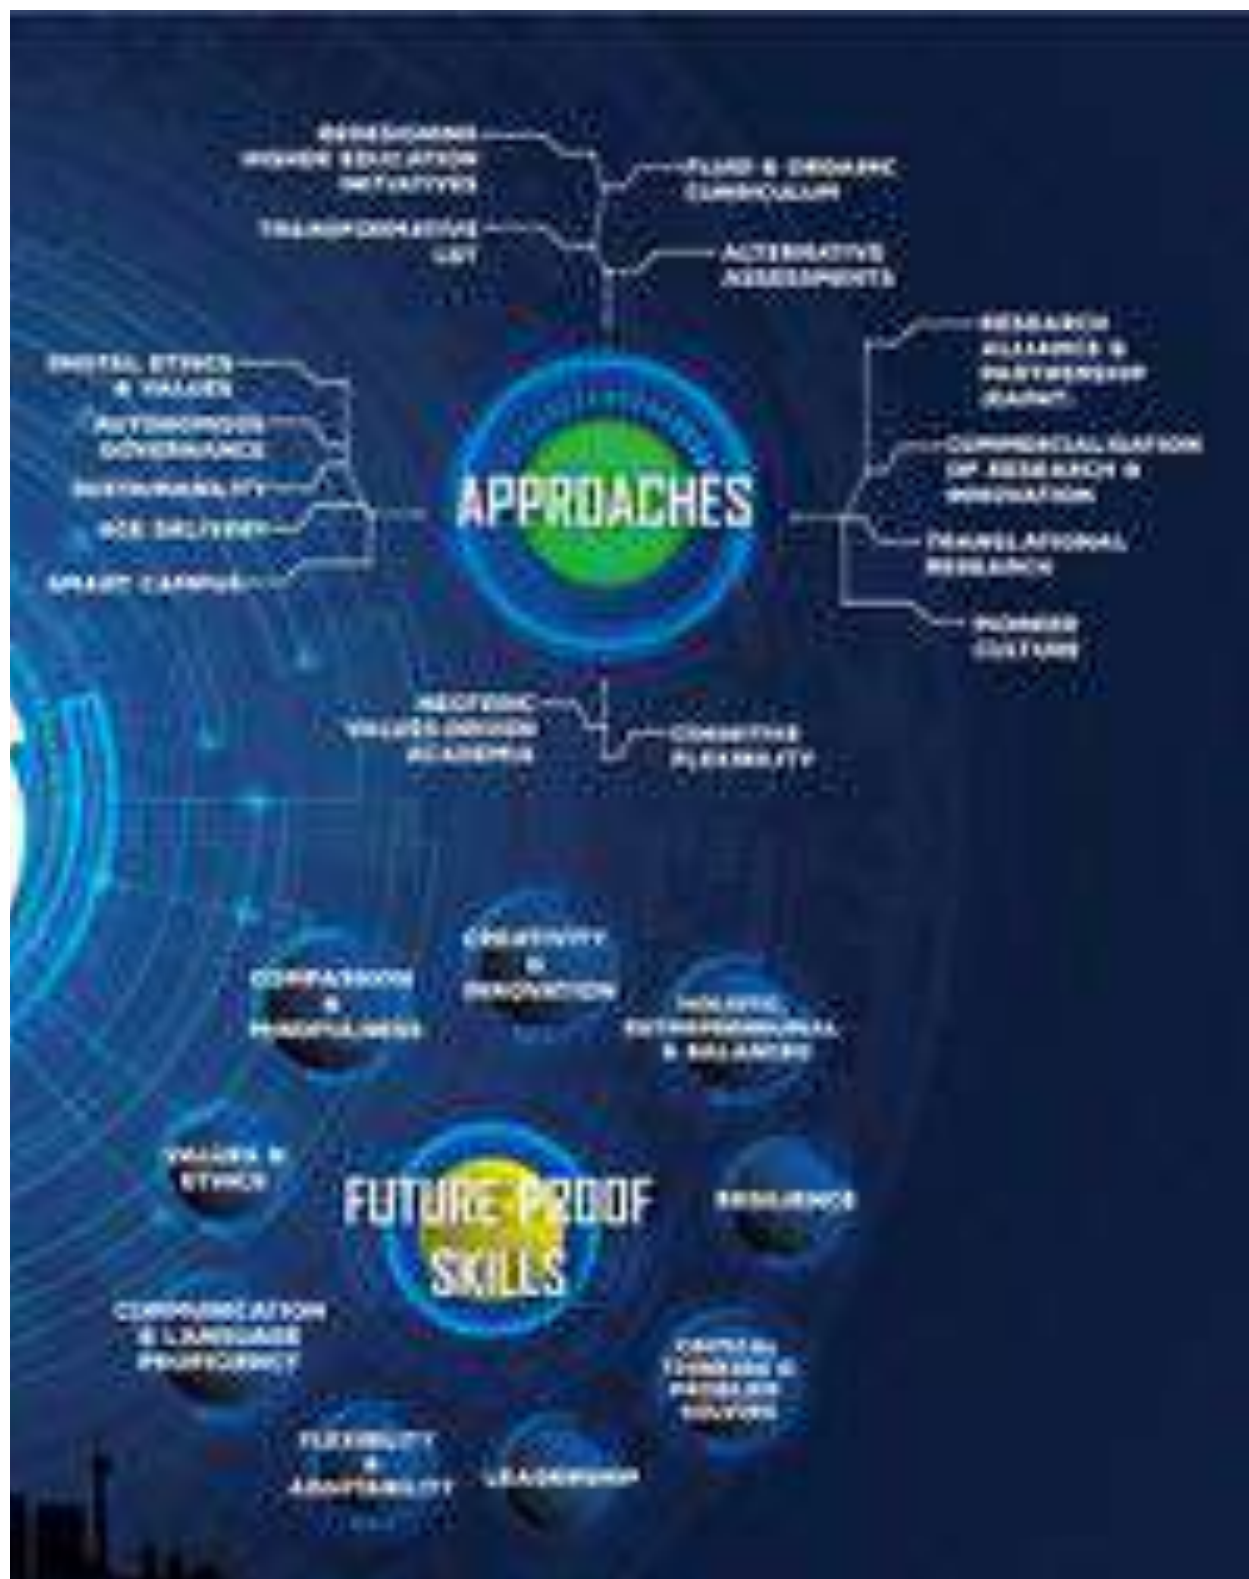 REDESIGNING
HIGHER EDUCATION
INITIATIVES
TRANSFORMATIVE
FLUID & ORGANIC
CURRICULUM
ALTERNATIVE
ASSESSMENTS
DIGITAL ETHICS
& VALUES
AUTONOMOUS
GOVERNANCE
SUSTAINABILITY
DELIVERY
SMART CAMPUS
APPROACHES
RESEARCH
ALLIANCE &
PARTNERSHIP
COMMERCIALISATION
OF RESEARCH &
INNOVATION
TRANSLATIONAL
RESEARCH
PIONEER
CULTURE
NEOTERIC
VALUES-DRIVEN
ACADEMIA
COGNITIVE
FLEXIBILITY
CREATIVITY
&
INNOVATION
COMPASSION
&
MINDFULNESS
HOLISTIC,
ENTREPRENEURIAL
& BALANCED
VALUES &
ETHICS
FUTURE PROOF
SKILLS
RESILIENCE
COMMUNICATION
& LANGUAGE
PROFICIENCY
CRITICAL
THINKING &
PROBLEM
SOLVING
FLEXIBILITY
&
ADAPTABILITY
LEADERSHIP